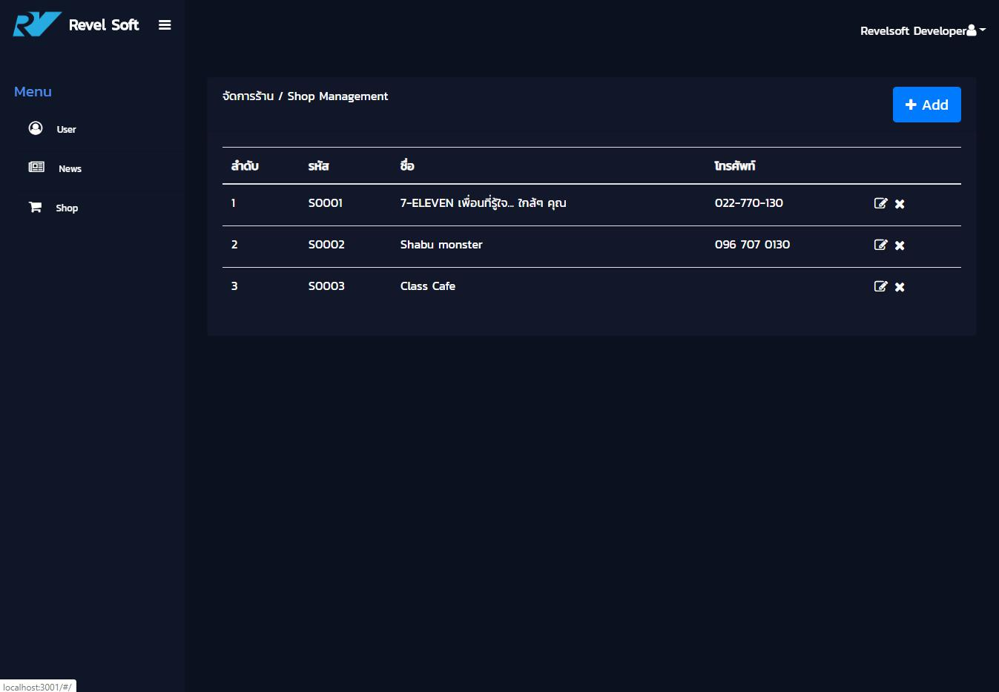 Revel Soft
Revelsoft Developer
Menu
User
News
Shop
จัดการร้าน / Shop Management
Add
ลำดับ รหัส ชื่อ โทรศัพท์
1 S0001 7-ELEVEN เพื่อนที่รู้ใจ... ใกล้ๆ คุณ 022-770-130
2 S0002 Shabu monster 096 707 0130
3 S0003 Class Cafe
localhost:3001/#/